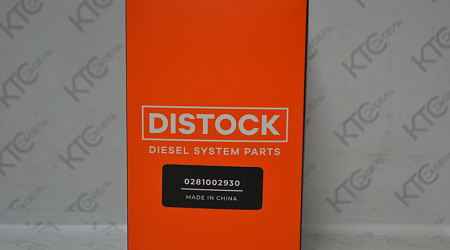 DISTOCK
DIESEL SYSTEM PARTS
0281002930
MADE IN CHINA